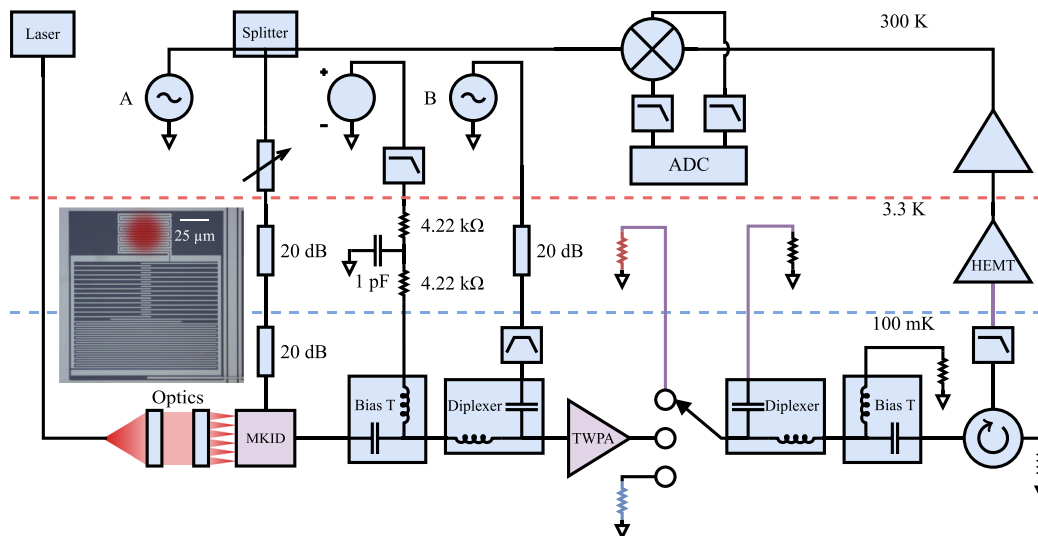 Laser
Splitter
300 K
A
+
-
B
ADC
3.3 K
25 µm
20 dB
4.22 kΩ
20 dB
1 pF
4.22 kΩ
HEMT
100 mK
20 dB
Optics
Bias T
Diplexer
Diplexer
Bias T
MKID
TWPA